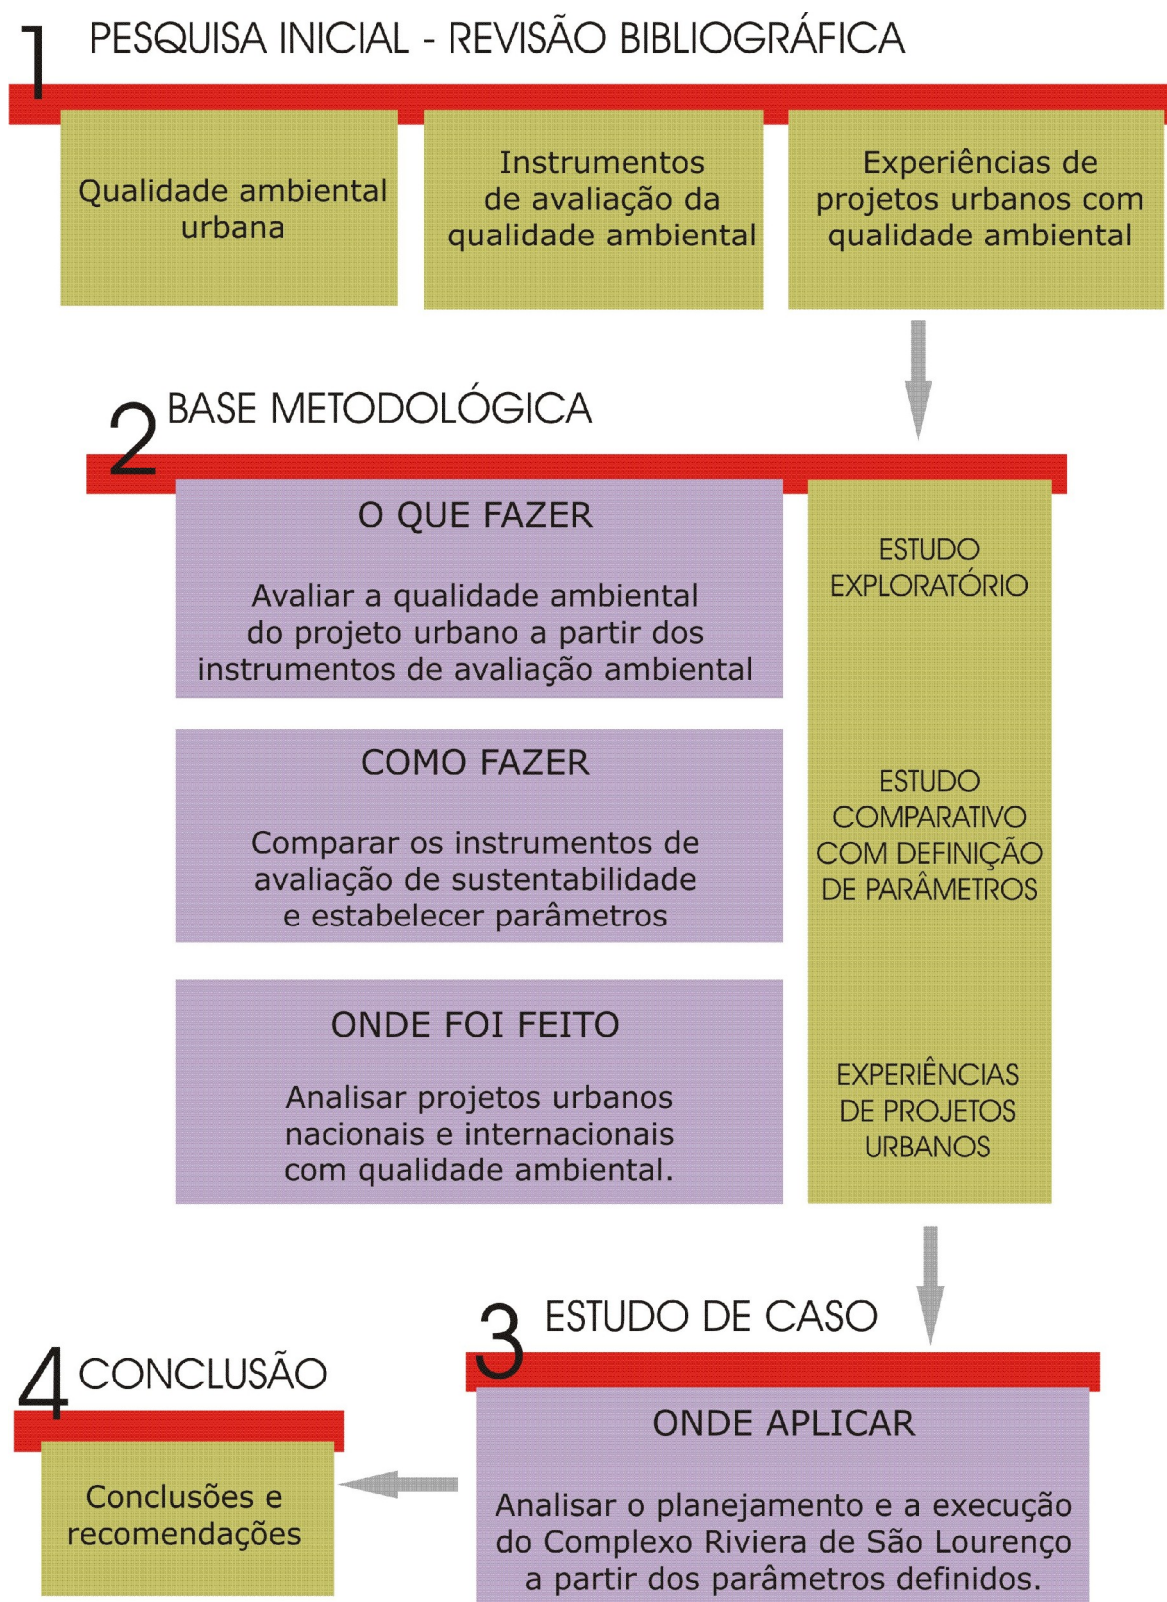 1 PESQUISA INICIAL - REVISÃO BIBLIOGRÁFICA
Qualidade ambiental
urbana
Instrumentos
de avaliação da
qualidade ambiental
Experiências de
projetos urbanos com
qualidade ambiental
2 BASE METODOLÓGICA
O QUE FAZER
Avaliar a qualidade ambiental
do projeto urbano a partir dos
instrumentos de avaliação ambiental
ESTUDO
EXPLORATÓRIO
COMO FAZER
Comparar os instrumentos de
avaliação de sustentabilidade
e estabelecer parâmetros
ESTUDO
COMPARATIVO
COM DEFINIÇÃO
DE PARÂMETROS
ONDE FOI FEITO
Analisar projetos urbanos
nacionais e internacionais
com qualidade ambiental.
EXPERIÊNCIAS
DE PROJETOS
URBANOS
3 ESTUDO DE CASO
ONDE APLICAR
Analisar o planejamento e a execução
do Complexo Riviera de São Lourenço
a partir dos parâmetros definidos.
4 CONCLUSÃO
Conclusões e
recomendações